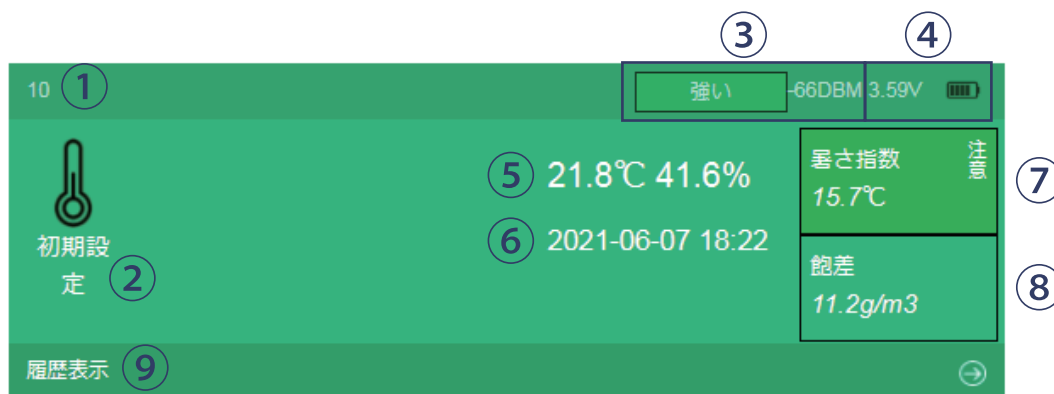 ③ ④
10 ① 強い -66DBM 3.59V
⑤ 21.8℃ 41.6%
暑さ指数 注意
15.7℃ ⑦
初期設
定 ②
⑥ 2021-06-07 18:22
飽差
11.2g/m3 ⑧
履歴表示 ⑨